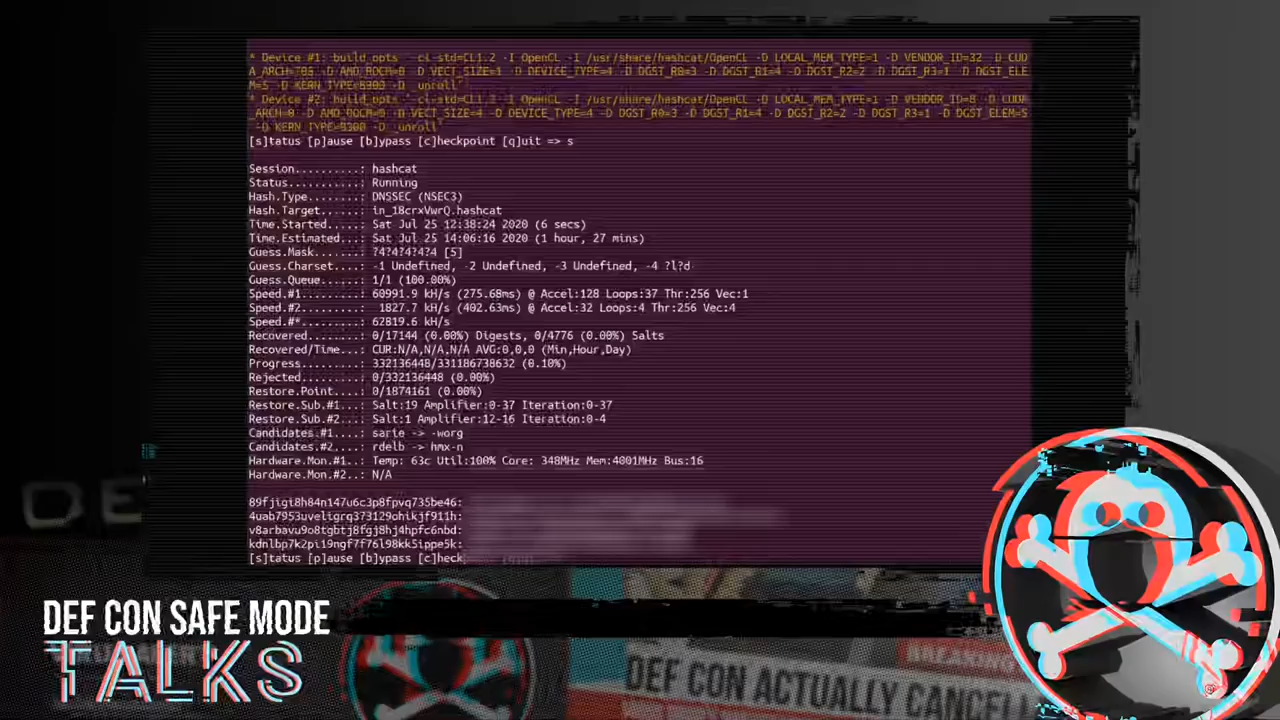 * Device #1: build_opts '-cl-std=CL1.2 -I OpenCL -I /usr/share/hashcat/OpenCL -D LOCAL_MEM_TYPE=1 -D VENDOR_ID=32 -D CUD
A_ARCH=705 -D AMD_ROCM=0 -D VECT_SIZE=1 -D DEVICE_TYPE=4 -D DGST_R0=3 -D DGST_R1=4 -D DGST_R2=2 -D DGST_R3=1 -D DGST_ELE
M=5 -D KERN_TYPE=8300 -D _unroll'
* Device #2: build_opts '-cl-std=CL1.2 -I OpenCL -I /usr/share/hashcat/OpenCL -D LOCAL_MEM_TYPE=1 -D VENDOR_ID=8 -D CUDA
_ARCH=0 -D AMD_ROCM=0 -D VECT_SIZE=4 -D DEVICE_TYPE=4 -D DGST_R0=3 -D DGST_R1=4 -D DGST_R2=2 -D DGST_R3=1 -D DGST_ELEM=5
-D KERN_TYPE=8300 -D _unroll'
[s]tatus [p]ause [b]ypass [c]heckpoint [q]uit => s
Session..........: hashcat
Status...........: Running
Hash.Type........: DNSSEC (NSEC3)
Hash.Target......: in_18crxVwrQ.hashcat
Time.Started.....: Sat Jul 25 12:38:24 2020 (6 secs)
Time.Estimated...: Sat Jul 25 14:06:16 2020 (1 hour, 27 mins)
Guess.Mask.......: ?4?4?4?4?4 [5]
Guess.Charset....: -1 Undefined, -2 Undefined, -3 Undefined, -4 ?l?d-
Guess.Queue......: 1/1 (100.00%)
Speed.#1.........: 60991.9 kH/s (275.68ms) @ Accel:128 Loops:37 Thr:256 Vec:1
Speed.#2.........: 1827.7 kH/s (402.63ms) @ Accel:32 Loops:4 Thr:256 Vec:4
Speed.#*.........: 62819.6 kH/s
Recovered........: 0/17144 (0.00%) Digests, 0/4776 (0.00%) Salts
Recovered/Time...: CUR:N/A,N/A,N/A AVG:0,0,0 (Min,Hour,Day)
Progress.........: 332136448/331186738632 (0.10%)
Rejected.........: 0/332136448 (0.00%)
Restore.Point....: 0/1874161 (0.00%)
Restore.Sub.#1...: Salt:19 Amplifier:0-37 Iteration:0-37
Restore.Sub.#2...: Salt:1 Amplifier:12-16 Iteration:0-4
Candidates.#1....: sarie -> -worg
Candidates.#2....: rdelb -> hmx-n
Hardware.Mon.#1..: Temp: 63c Util:100% Core: 348MHz Mem:4001MHz Bus:16
Hardware.Mon.#2..: N/A
89fjigi8h84n147u6c3p8fpvq735be46:
4uab7953uveligrq373129ohikjf911h:
v8arbavu9o8tgbtj8fgj8hj4hpfc6nbd:
kdnlbp7k2pi19ngf7f76l98kk5ippe5k:
[s]tatus [p]ause [b]ypass [c]heck
DEF CON SAFE MODE
TALKS
BREAKING
DEF CON ACTUALLY CANCELL